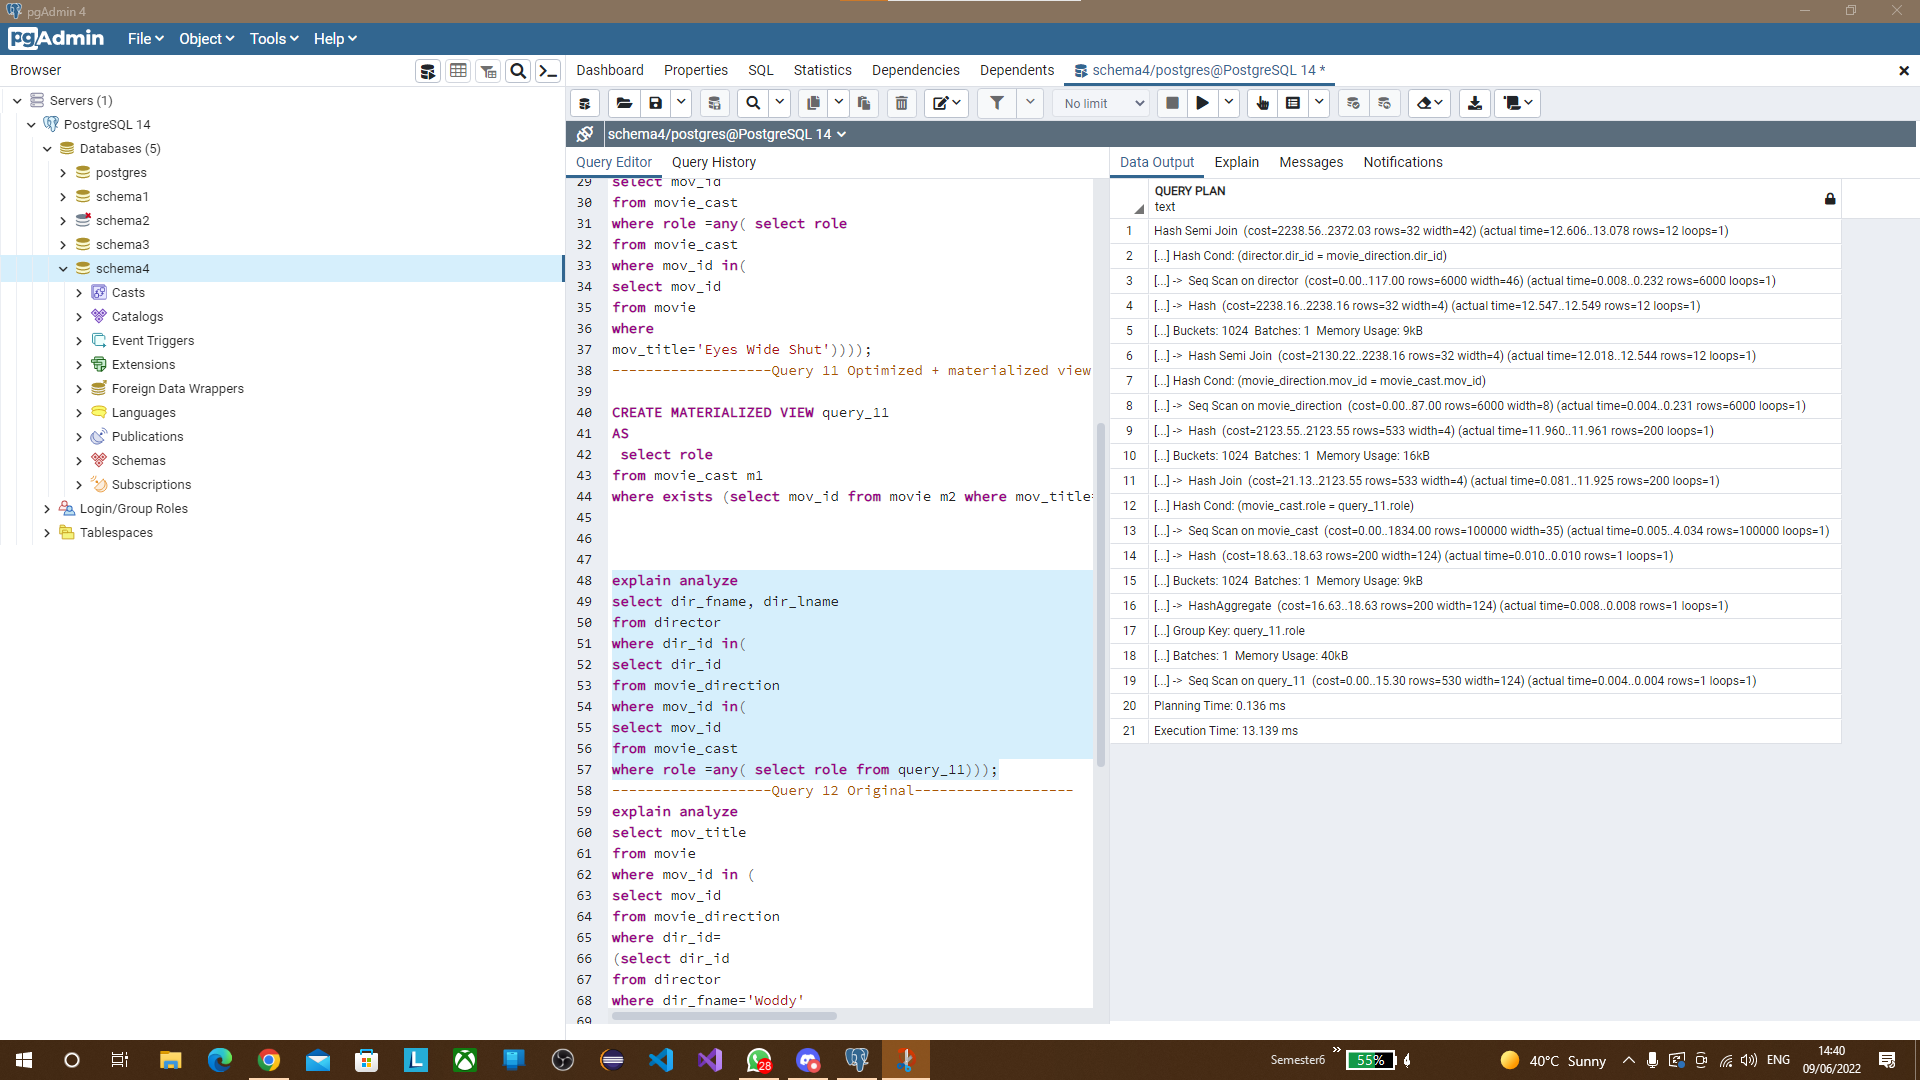 pgAdmin 4
pgAdmin File Object Tools Help
Browser
Dashboard Properties SQL Statistics Dependencies Dependents schema4/postgres@PostgreSQL 14 *
Servers (1)
PostgreSQL 14
Databases (5)
postgres
schema1
schema2
schema3
schema4
Casts
Catalogs
Event Triggers
Extensions
Foreign Data Wrappers
Languages
Publications
Schemas
Subscriptions
Login/Group Roles
Tablespaces
No limit
schema4/postgres@PostgreSQL 14
Query Editor Query History
29 select mov_id
30 from movie_cast
31 where role =any( select role
32 from movie_cast
33 where mov_id in(
34 select mov_id
35 from movie
36 where
37 mov_title='Eyes Wide Shut'))));
38 -------------------Query 11 Optimized + materialized view
39
40 CREATE MATERIALIZED VIEW query_11
41 AS
42 select role
43 from movie_cast m1
44 where exists (select mov_id from movie m2 where mov_title=
45
46
47
48 explain analyze
49 select dir_fname, dir_lname
50 from director
51 where dir_id in(
52 select dir_id
53 from movie_direction
54 where mov_id in(
55 select mov_id
56 from movie_cast
57 where role =any( select role from query_11)));
58 -------------------Query 12 Original-------------------
59 explain analyze
60 select mov_title
61 from movie
62 where mov_id in (
63 select mov_id
64 from movie_direction
65 where dir_id=
66 (select dir_id
67 from director
68 where dir_fname='Woddy'
69
Data Output Explain Messages Notifications
QUERY PLAN
text
1 Hash Semi Join (cost=2238.56..2372.03 rows=32 width=42) (actual time=12.606..13.078 rows=12 loops=1)
2 [...] Hash Cond: (director.dir_id = movie_direction.dir_id)
3 [...] -> Seq Scan on director (cost=0.00..117.00 rows=6000 width=46) (actual time=0.008..0.232 rows=6000 loops=1)
4 [...] -> Hash (cost=2238.16..2238.16 rows=32 width=4) (actual time=12.547..12.549 rows=12 loops=1)
5 [...] Buckets: 1024 Batches: 1 Memory Usage: 9kB
6 [...] -> Hash Semi Join (cost=2130.22..2238.16 rows=32 width=4) (actual time=12.018..12.544 rows=12 loops=1)
7 [...] Hash Cond: (movie_direction.mov_id = movie_cast.mov_id)
8 [...] -> Seq Scan on movie_direction (cost=0.00..87.00 rows=6000 width=8) (actual time=0.004..0.231 rows=6000 loops=1)
9 [...] -> Hash (cost=2123.55..2123.55 rows=533 width=4) (actual time=11.960..11.961 rows=200 loops=1)
10 [...] Buckets: 1024 Batches: 1 Memory Usage: 16kB
11 [...] -> Hash Join (cost=21.13..2123.55 rows=533 width=4) (actual time=0.081..11.925 rows=200 loops=1)
12 [...] Hash Cond: (movie_cast.role = query_11.role)
13 [...] -> Seq Scan on movie_cast (cost=0.00..1834.00 rows=100000 width=35) (actual time=0.005..4.034 rows=100000 loops=1)
14 [...] -> Hash (cost=18.63..18.63 rows=200 width=124) (actual time=0.010..0.010 rows=1 loops=1)
15 [...] Buckets: 1024 Batches: 1 Memory Usage: 9kB
16 [...] -> HashAggregate (cost=16.63..18.63 rows=200 width=124) (actual time=0.008..0.008 rows=1 loops=1)
17 [...] Group Key: query_11.role
18 [...] Batches: 1 Memory Usage: 40kB
19 [...] -> Seq Scan on query_11 (cost=0.00..15.30 rows=530 width=124) (actual time=0.004..0.004 rows=1 loops=1)
20 Planning Time: 0.136 ms
21 Execution Time: 13.139 ms
L
28
Semester6
55%
40°C Sunny
ENG
14:40
09/06/2022